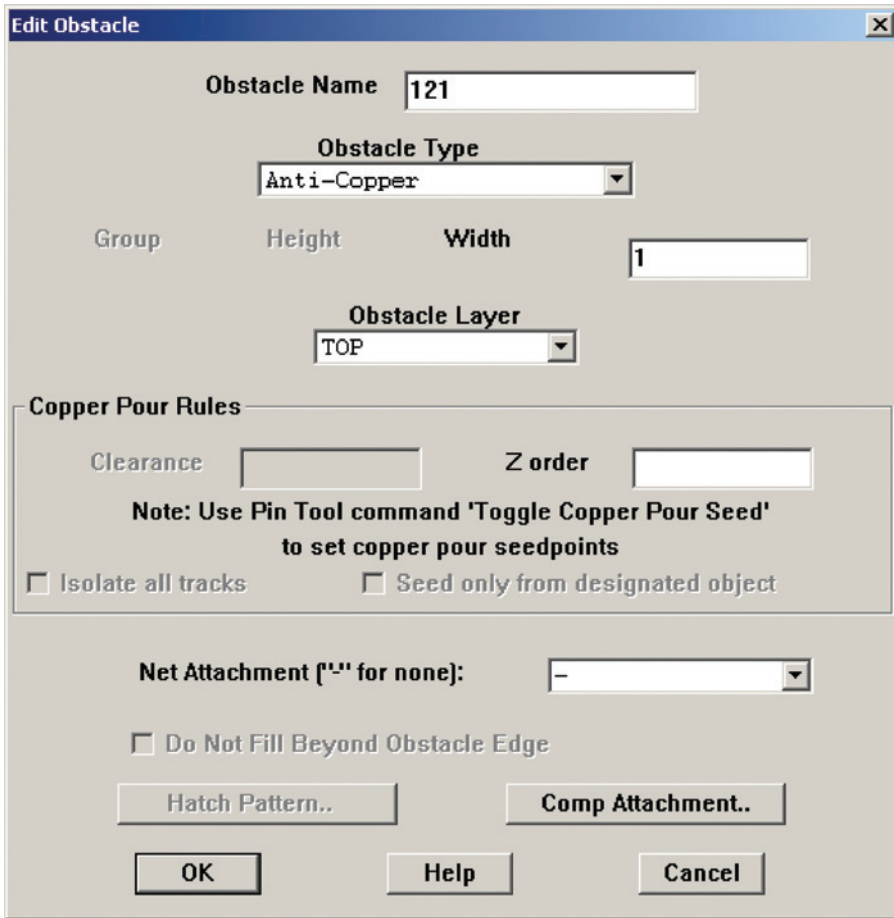 Edit Obstacle
Obstacle Name 121
Obstacle Type
Anti-Copper
Group Height Width 1
Obstacle Layer
TOP
Copper Pour Rules
Clearance Z order
Note: Use Pin Tool command 'Toggle Copper Pour Seed'
to set copper pour seedpoints
Isolate all tracks Seed only from designated object
Net Attachment ("-" for none): -
Do Not Fill Beyond Obstacle Edge
Hatch Pattern.. Comp Attachment..
OK Help Cancel